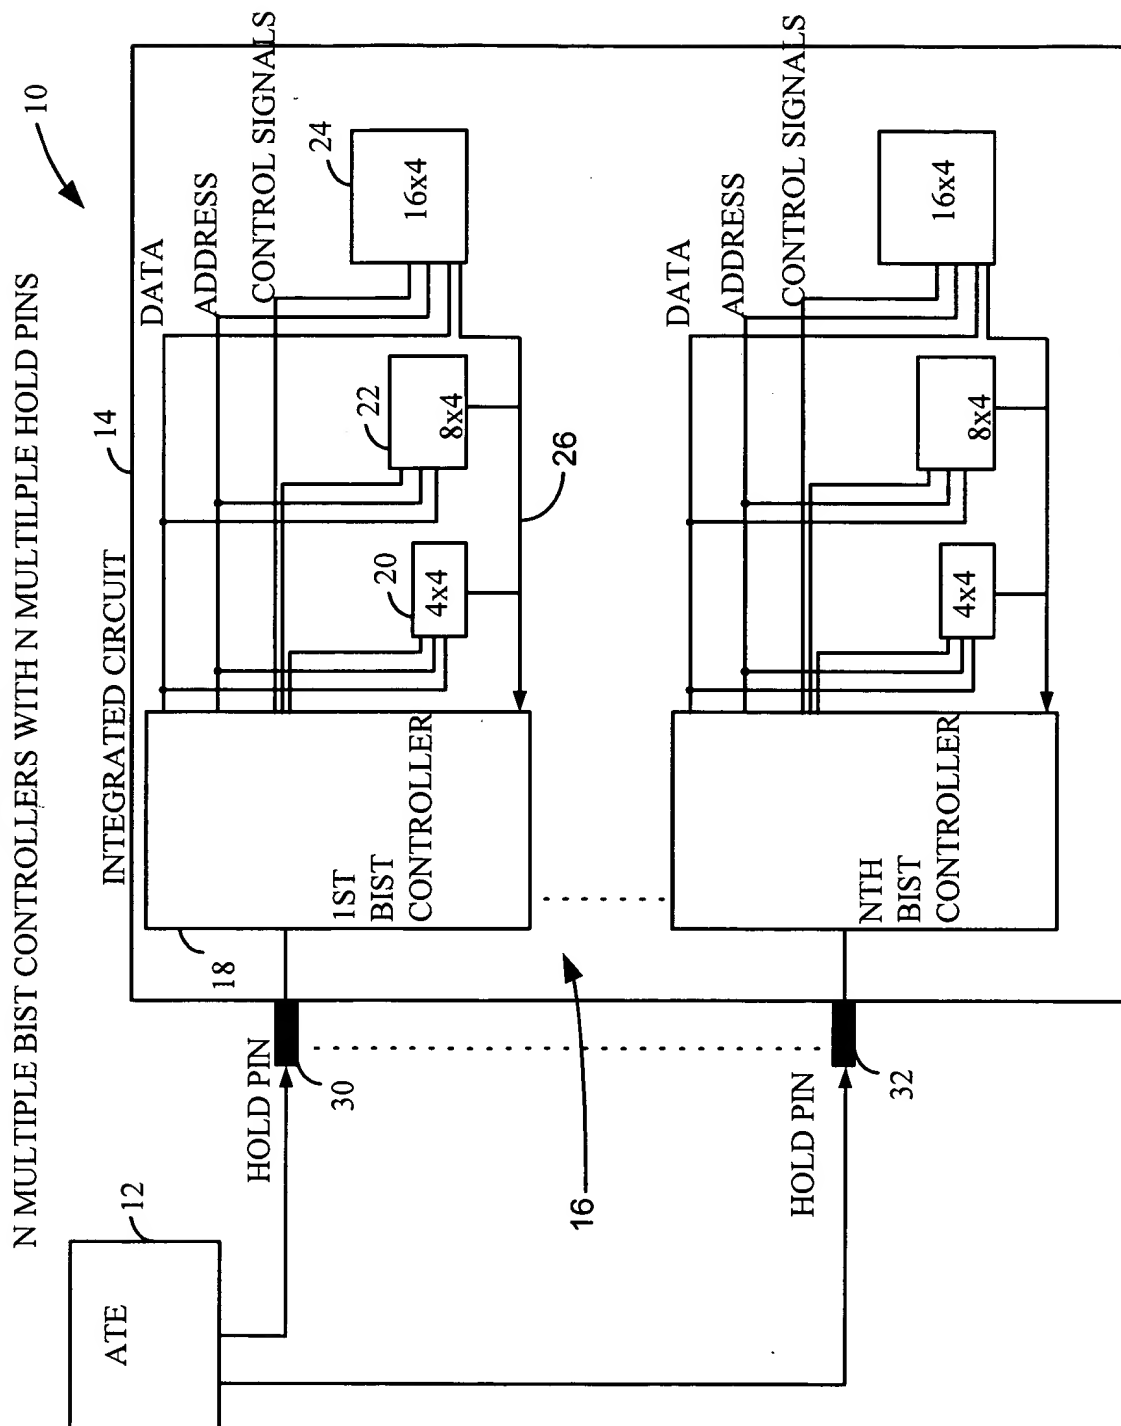 N MULTIPLE BIST CONTROLLERS WITH N MULTILPLE HOLD PINS
10
INTEGRATED CIRCUIT
14
ATE
12
HOLD PIN
30
18
1ST
BIST
CONTROLLER
DATA
ADDRESS
CONTROL SIGNALS
20
4x4
22
8x4
24
16x4
26
16
HOLD PIN
32
NTH
BIST
CONTROLLER
DATA
ADDRESS
CONTROL SIGNALS
4x4
8x4
16x4